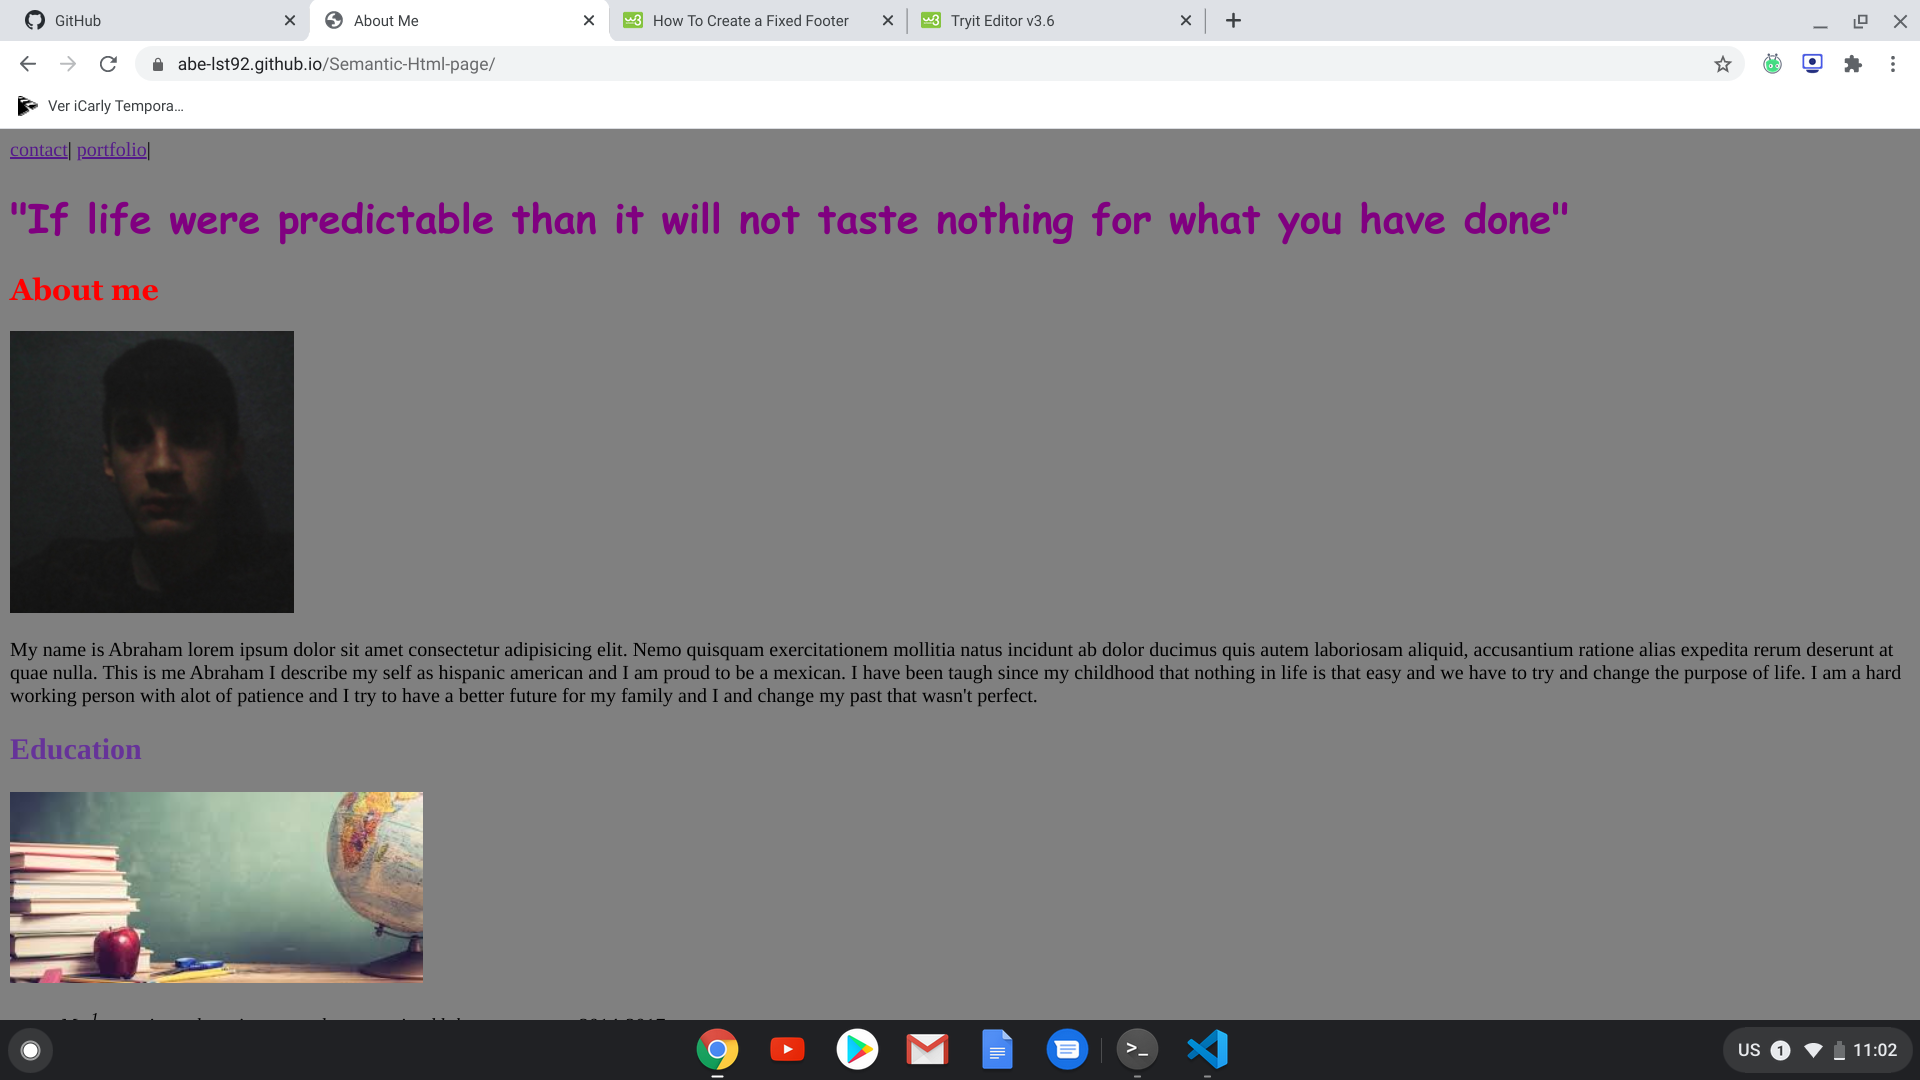 GitHub
About Me
How To Create a Fixed Footer
Tryit Editor v3.6
abe-lst92.github.io/Semantic-Html-page/
Ver iCarly Tempora...
contact| portfolio|
"If life were predictable than it will not taste nothing for what you have done"
About me
My name is Abraham lorem ipsum dolor sit amet consectetur adipisicing elit. Nemo quisquam exercitationem mollitia natus incidunt ab dolor ducimus quis autem laboriosam aliquid, accusantium ratione alias expedita rerum deserunt at
quae nulla. This is me Abraham I describe my self as hispanic american and I am proud to be a mexican. I have been taugh since my childhood that nothing in life is that easy and we have to try and change the purpose of life. I am a hard
working person with alot of patience and I try to have a better future for my family and I and change my past that wasn't perfect.
Education
US 1 11:02